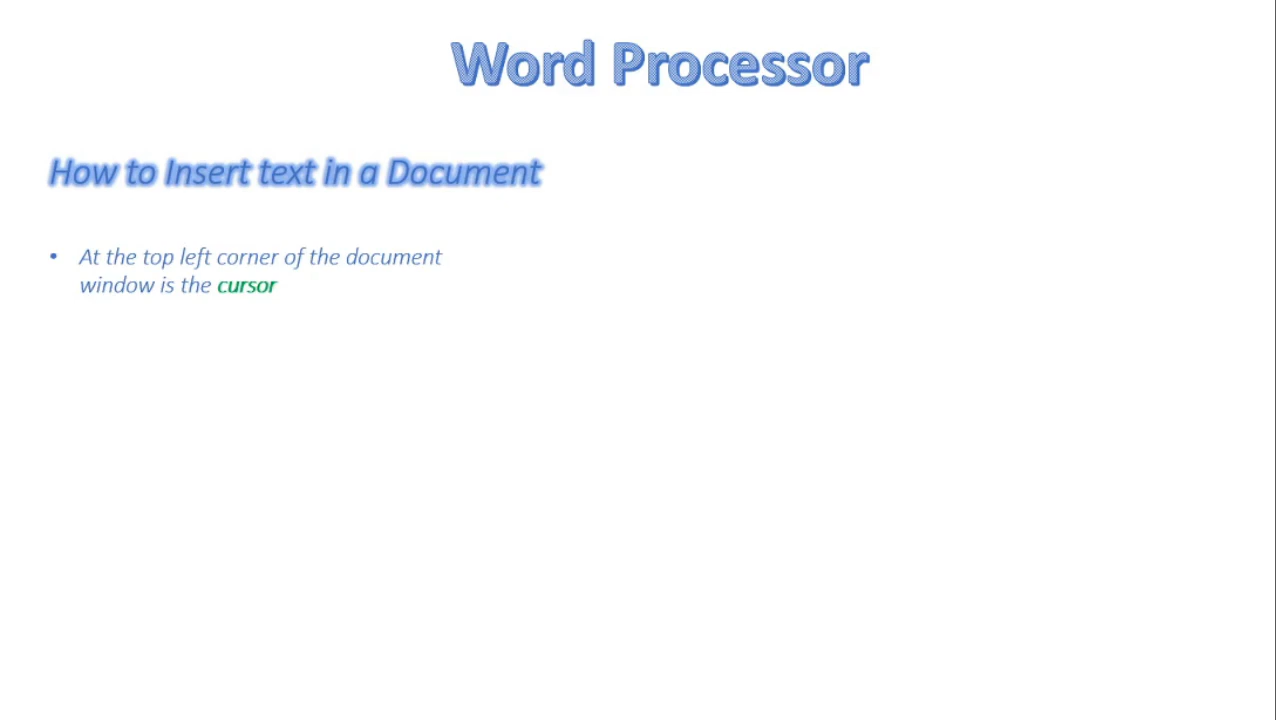 Word Processor
How to Insert text in a Document
• At the top left corner of the document
window is the cursor